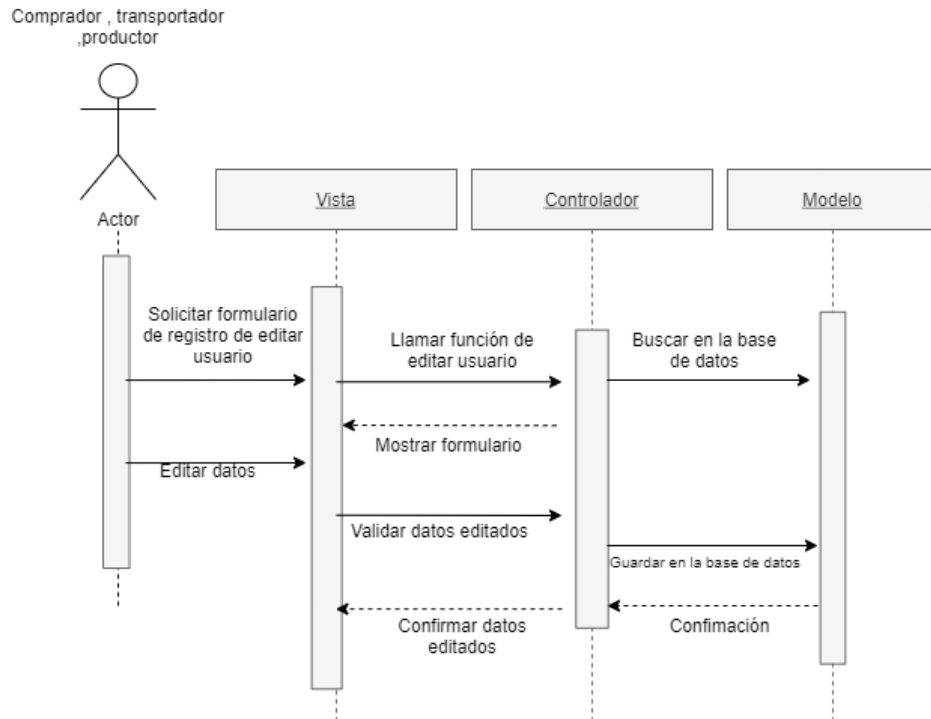 Comprador , transportador
,productor
Actor
Vista
Controlador
Modelo
Solicitar formulario
de registro de editar
usuario
Llamar función de
editar usuario
Buscar en la base
de datos
Mostrar formulario
Editar datos
Validar datos editados
Guardar en la base de datos
Confimación
Confirmar datos
editados